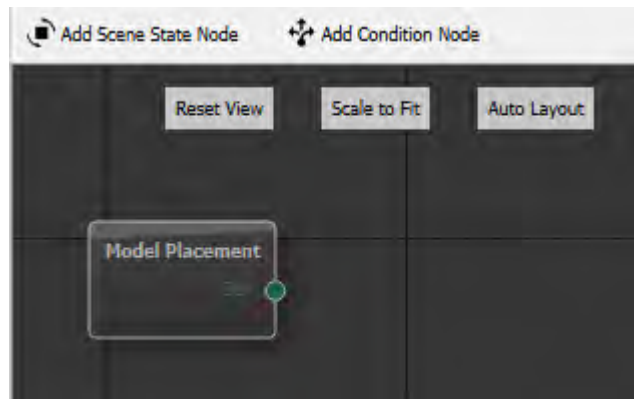 Add Scene State Node Add Condition Node
Reset View Scale to Fit Auto Layout
Model Placement